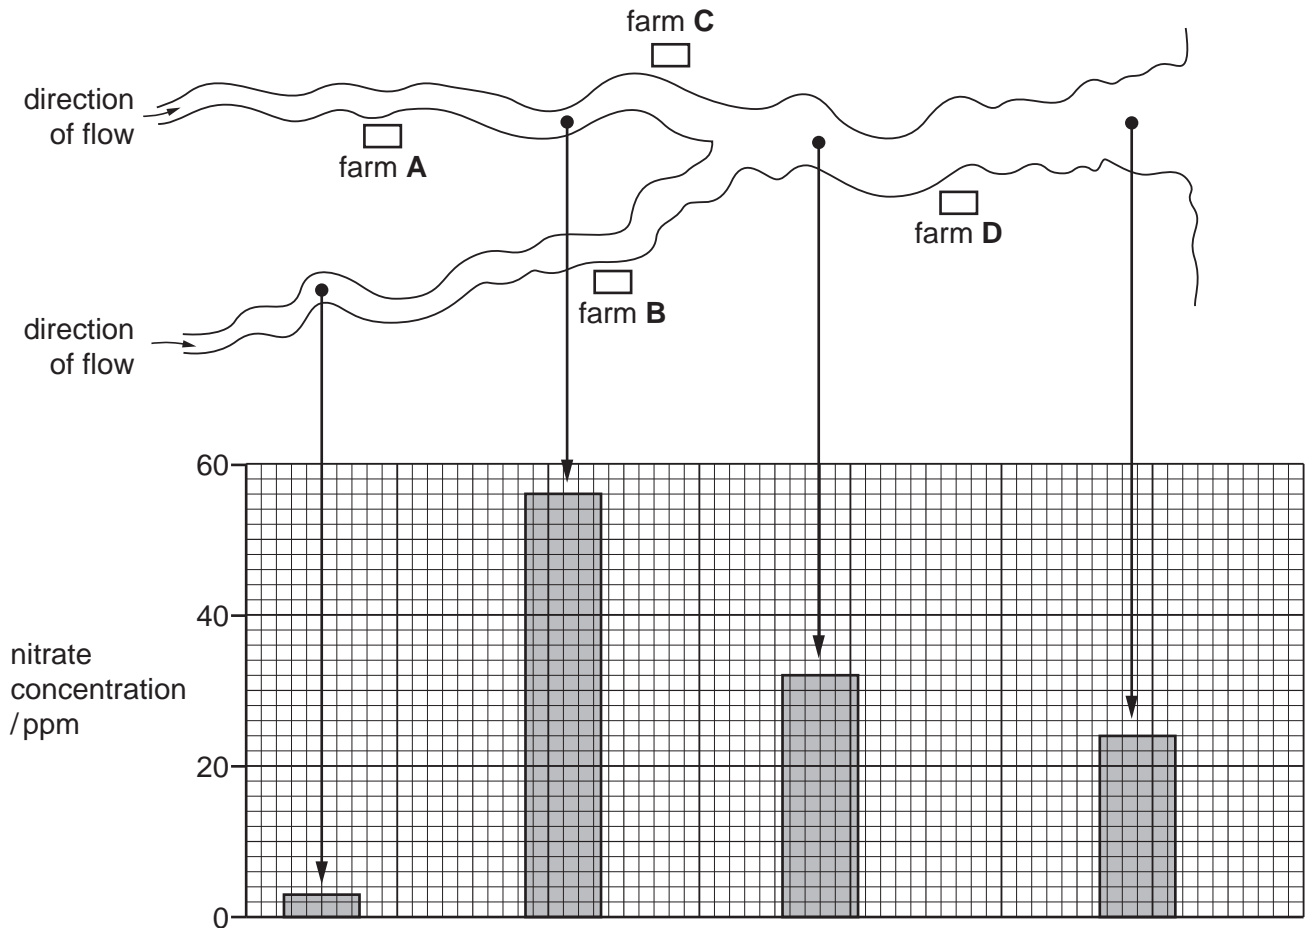 farm C
direction
of flow
farm A
farm D
farm B
direction
of flow
60
40
nitrate
concentration
/ppm
20
0